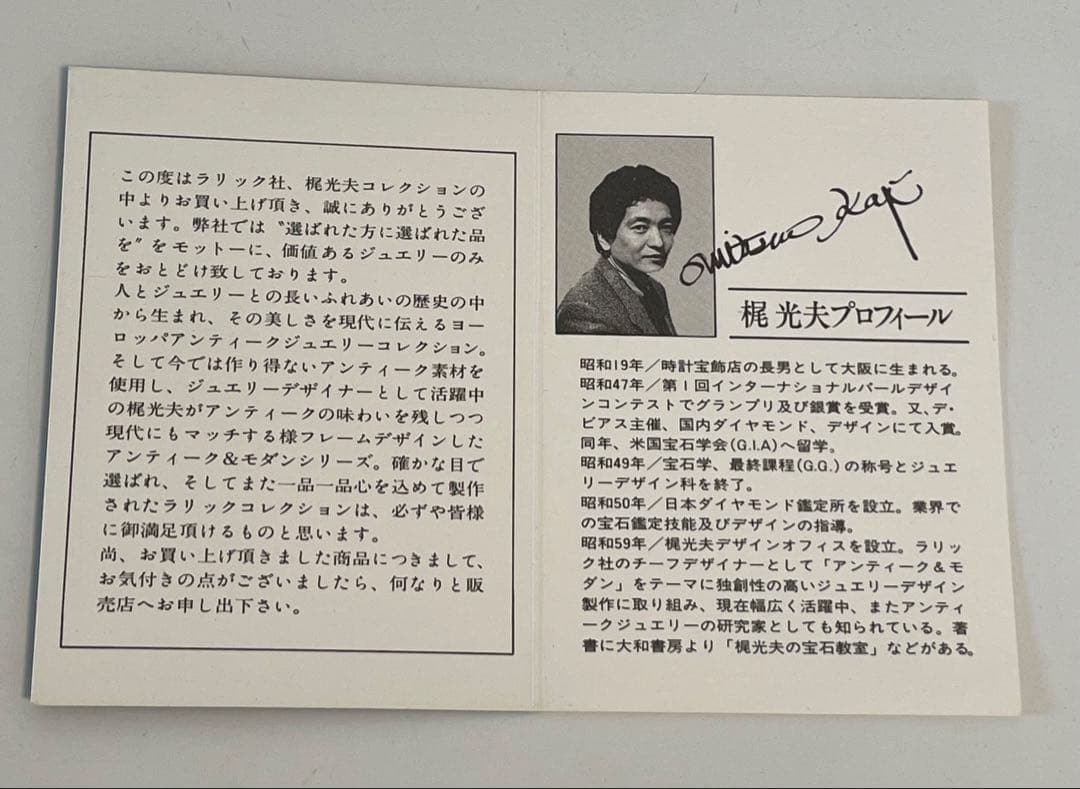 この度はラリック社、梶光夫コレクションの
中よりお買い上げ頂き、誠にありがとうござ
います。弊社では〝選ばれた方に選ばれた品
を〟をモットーに、価値あるジュエリーのみ
をおとどけ致しております。
人とジュエリーとの長いふれあいの歴史の中
から生まれ、その美しさを現代に伝えるヨー
ロッパアンティークジュエリーコレクション。
そして今では作り得ないアンティーク素材を
使用し、ジュエリーデザイナーとして活躍中
の梶光夫がアンティークの味わいを残しつつ
現代にもマッチする様フレームデザインした
アンティーク&モダンシリーズ。確かな目で
選ばれ、そしてまた一品一品心を込めて製作
されたラリックコレクションは、必ずや皆様
に御満足頂けるものと思います。
尚、お買い上げ頂きました商品につきまして、
お気付きの点がございましたら、何なりと販
売店へお申し出下さい。
Mitsuo Kaji
梶 光夫プロフィール
昭和19年/時計宝飾店の長男として大阪に生まれる。
昭和47年/第1回インターナショナルパールデザイ
ンコンテストでグランプリ及び銀賞を受賞。又、デ・
ビアス主催、国内ダイヤモンド、デザインにて入賞。
同年、米国宝石学会(G.I.A)へ留学。
昭和49年/宝石学、最終課程(G.G.)の称号とジュエ
リーデザイン科を終了。
昭和50年/日本ダイヤモンド鑑定所を設立。業界で
の宝石鑑定技能及びデザインの指導。
昭和59年/梶光夫デザインオフィスを設立。ラリッ
ク社のチーフデザイナーとして「アンティーク&モ
ダン」をテーマに独創性の高いジュエリーデザイン
製作に取り組み、現在幅広く活躍中、またアンティ
ークジュエリーの研究家としても知られている。著
書に大和書房より「梶光夫の宝石教室」などがある。